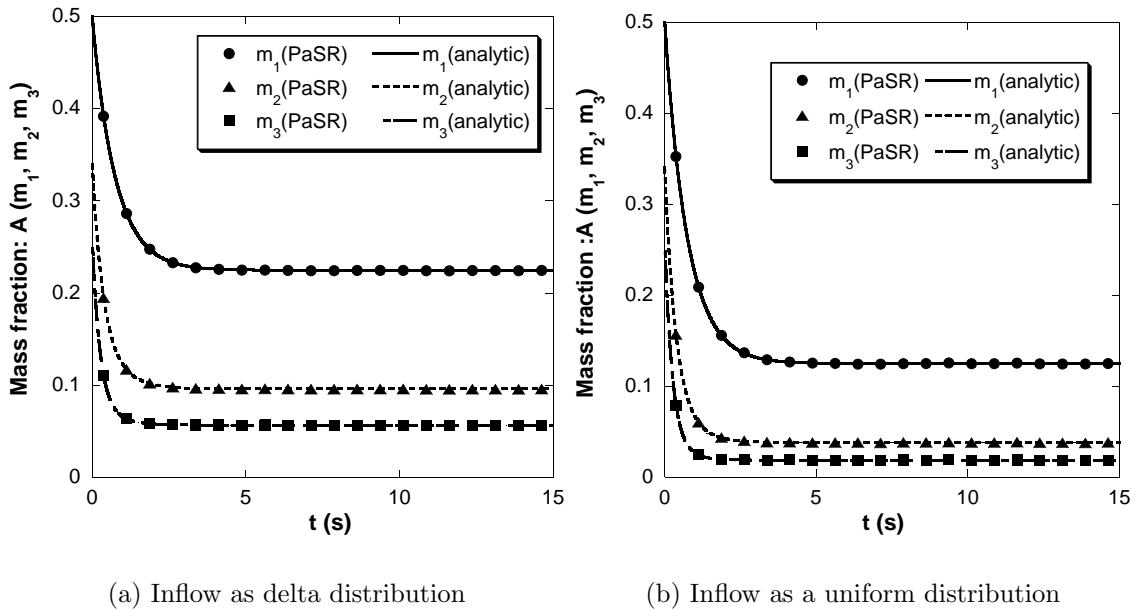 0.5
0.4
0.3
0.2
0.1
0
Mass fraction: A (m₁, m₂, m₃)
m₁(PaSR) m₁(analytic)
m₂(PaSR) m₂(analytic)
m₃(PaSR) m₃(analytic)
0 5 10 15
t (s)
(a) Inflow as delta distribution
0.5
0.4
0.3
0.2
0.1
0
Mass fraction :A (m₁, m₂, m₃)
m₁(PaSR) m₁(analytic)
m₂(PaSR) m₂(analytic)
m₃(PaSR) m₃(analytic)
0 5 10 15
t (s)
(b) Inflow as a uniform distribution